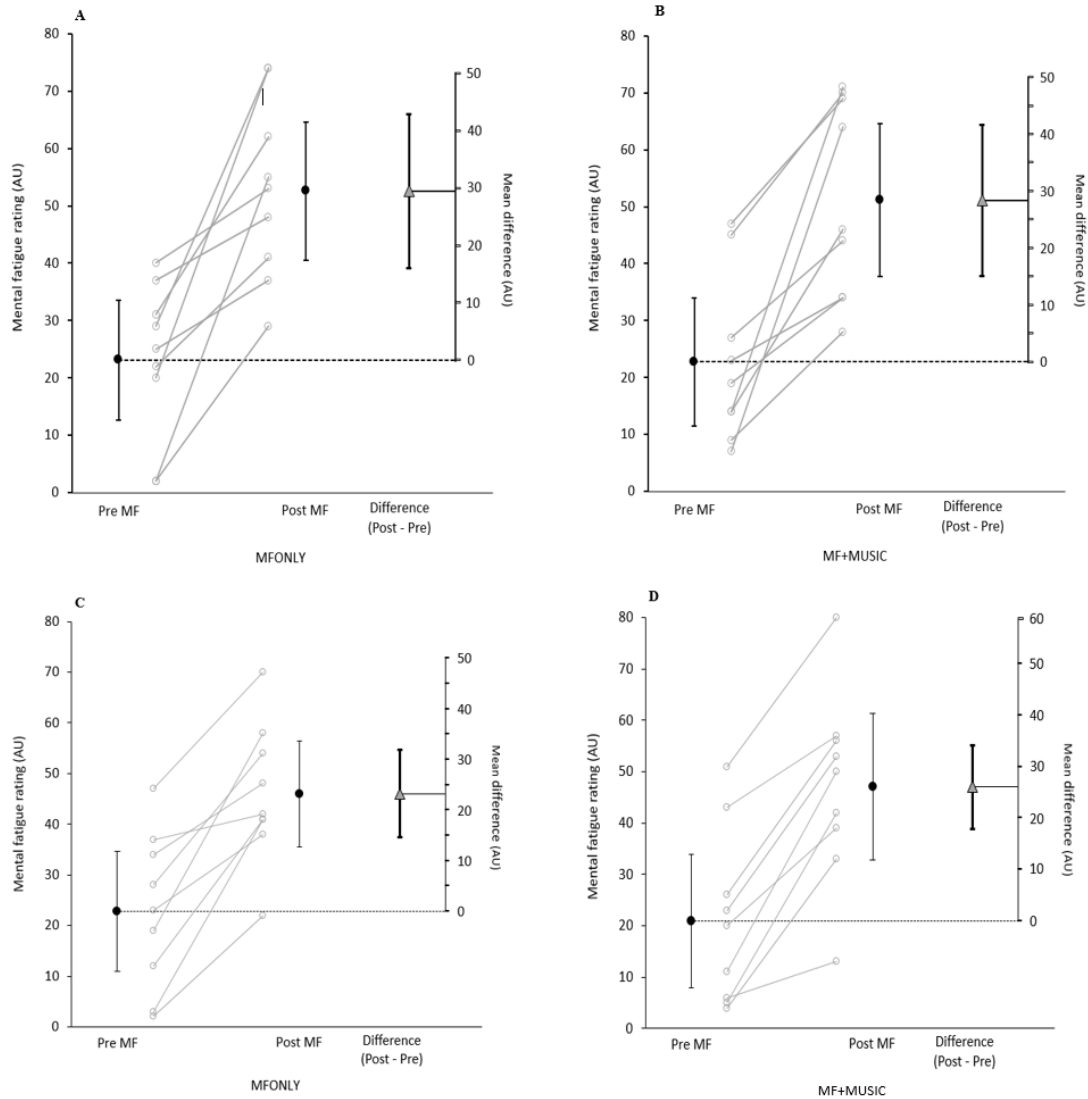 A
80
70
60
50
40
30
20
10
0
Mental fatigue rating (AU)
50
40
30
20
10
0
Mean difference (AU)
Pre MF
Post MF
Difference
(Post - Pre)
MFONLY
B
80
70
60
50
40
30
20
10
0
Mental fatigue rating (AU)
50
40
30
20
10
0
Mean difference (AU)
Pre MF
Post MF
Difference
(Post - Pre)
MF+MUSIC
C
80
70
60
50
40
30
20
10
0
Mental fatigue rating (AU)
50
40
30
20
10
0
Mean difference (AU)
Pre MF
Post MF
Difference
(Post - Pre)
MFONLY
D
80
70
60
50
40
30
20
10
0
Mental fatigue rating (AU)
60
50
40
30
20
10
0
Mean difference (AU)
Pre MF
Post MF
Difference
(Post - Pre)
MF+MUSIC